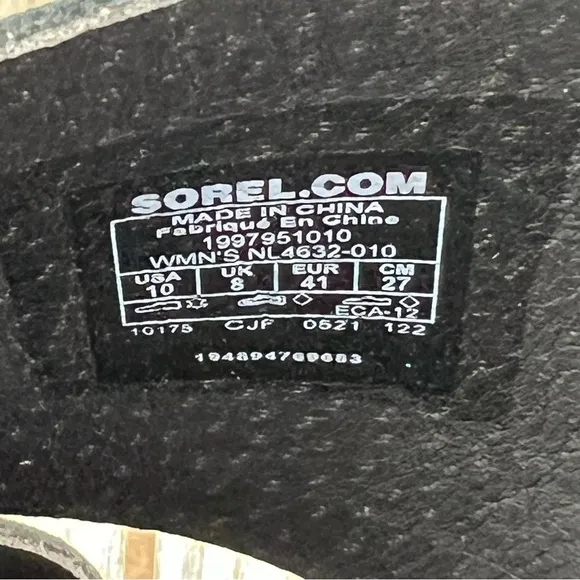 SOREL.COM
MADE IN CHINA
Fabriqué En Chine
1997951010
WMN'S NL4632-010
USA UK EUR CM
10 8 41 27
ECA-12
10175 CJF 0521 122